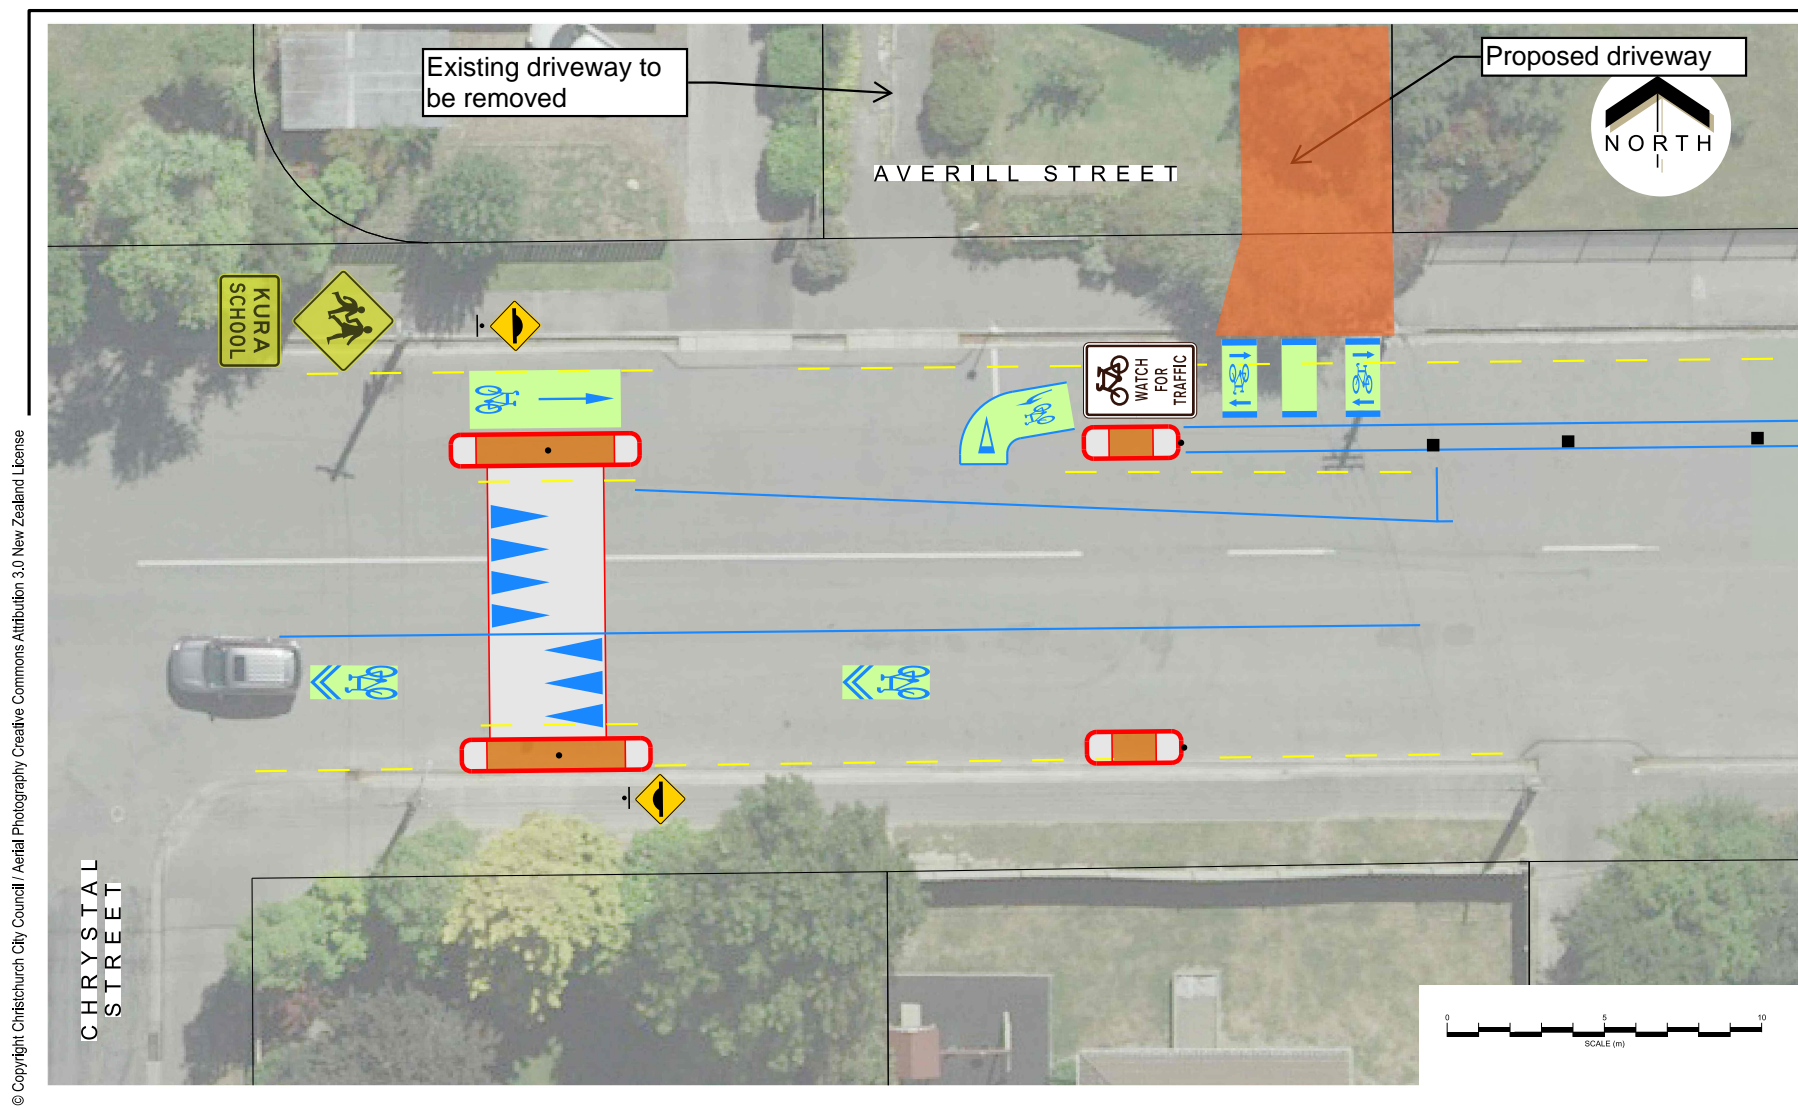 Existing driveway to
be removed
Proposed driveway
NORTH
AVERILL STREET
KURA
SCHOOL
WATCH
FOR
TRAFFIC
CHRYSTAL
STREET
0 5 10
SCALE (m)
© Copyright Christchurch City Council / Aerial Photography Creative Commons Attribution 3.0 New Zealand License